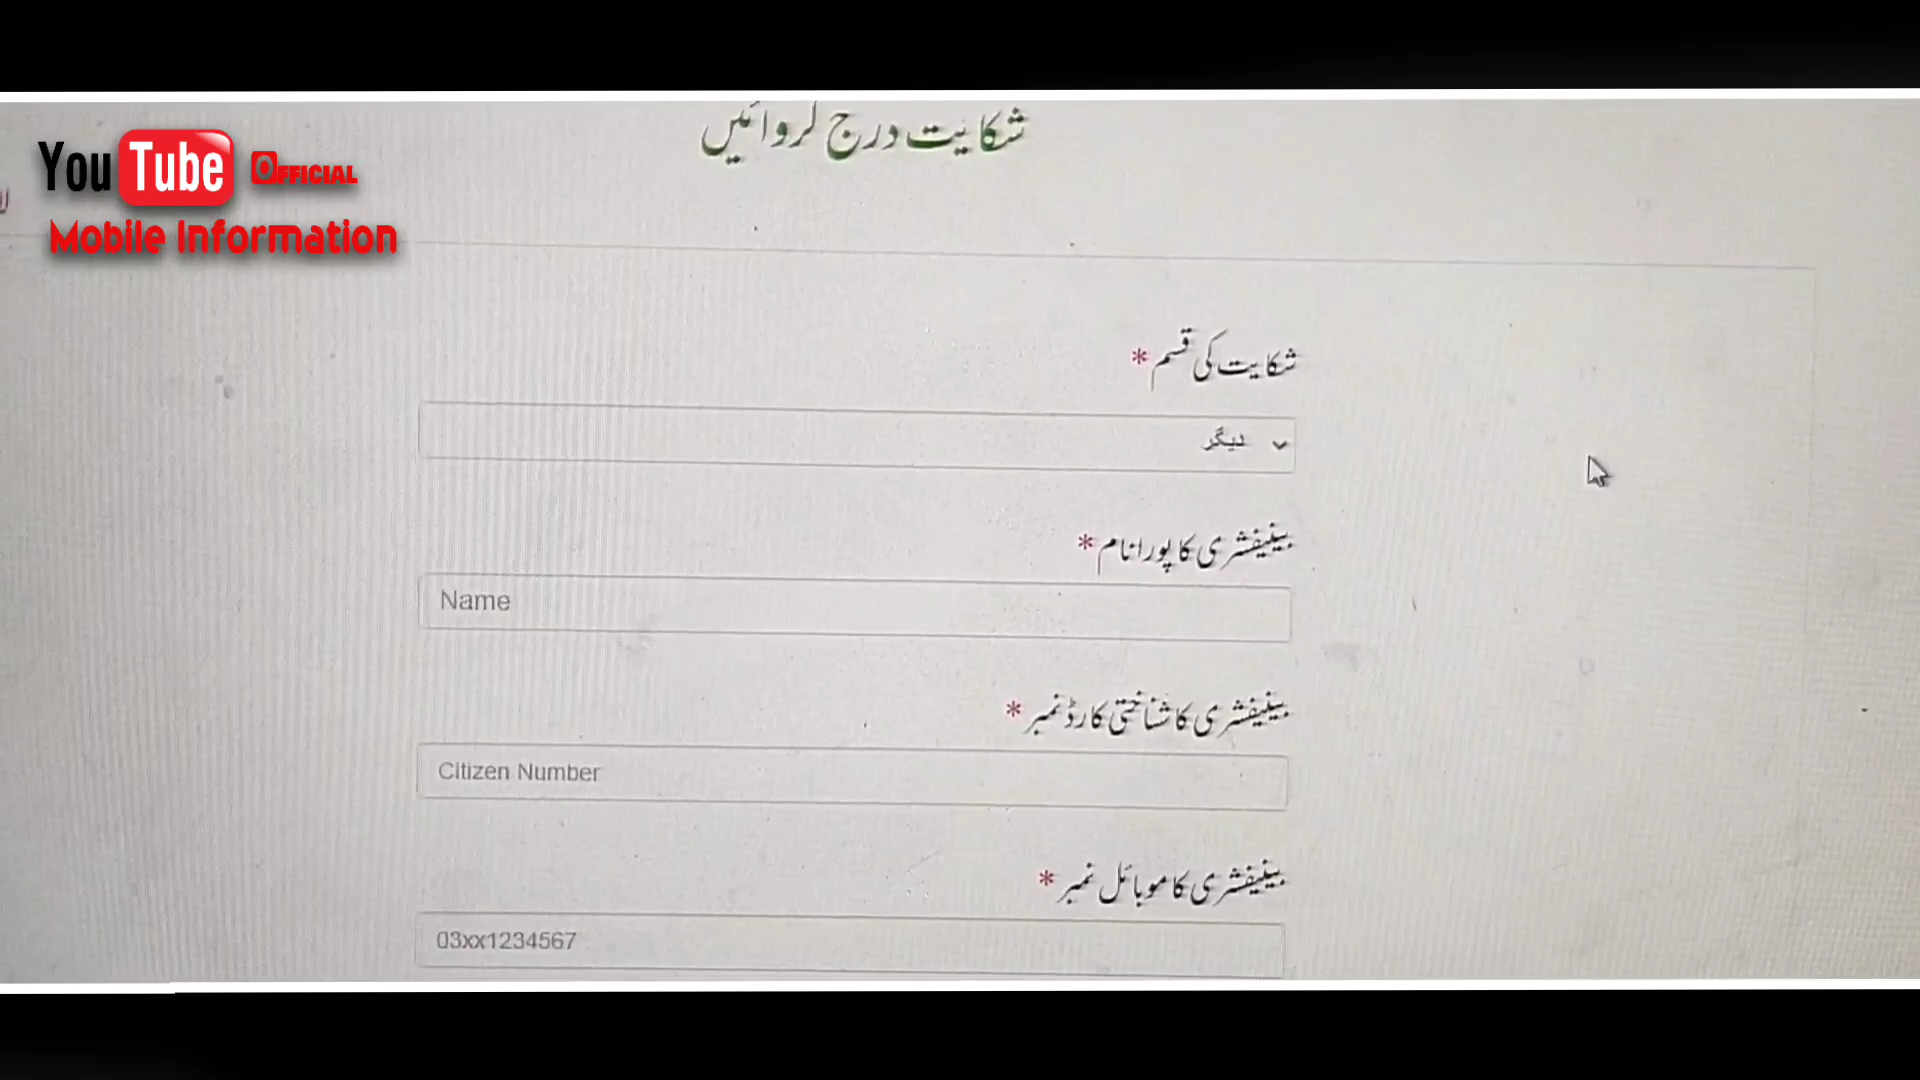 شکایت درج کروائیں
YouTube OFFICIAL
Mobile Information
شکایت کی قسم *
دیگر
بینیفشری کا پورا نام *
Name
بینیفشری کا شناختی کارڈ نمبر *
Citizen Number
بینیفشری کا موبائل نمبر *
03xx1234567